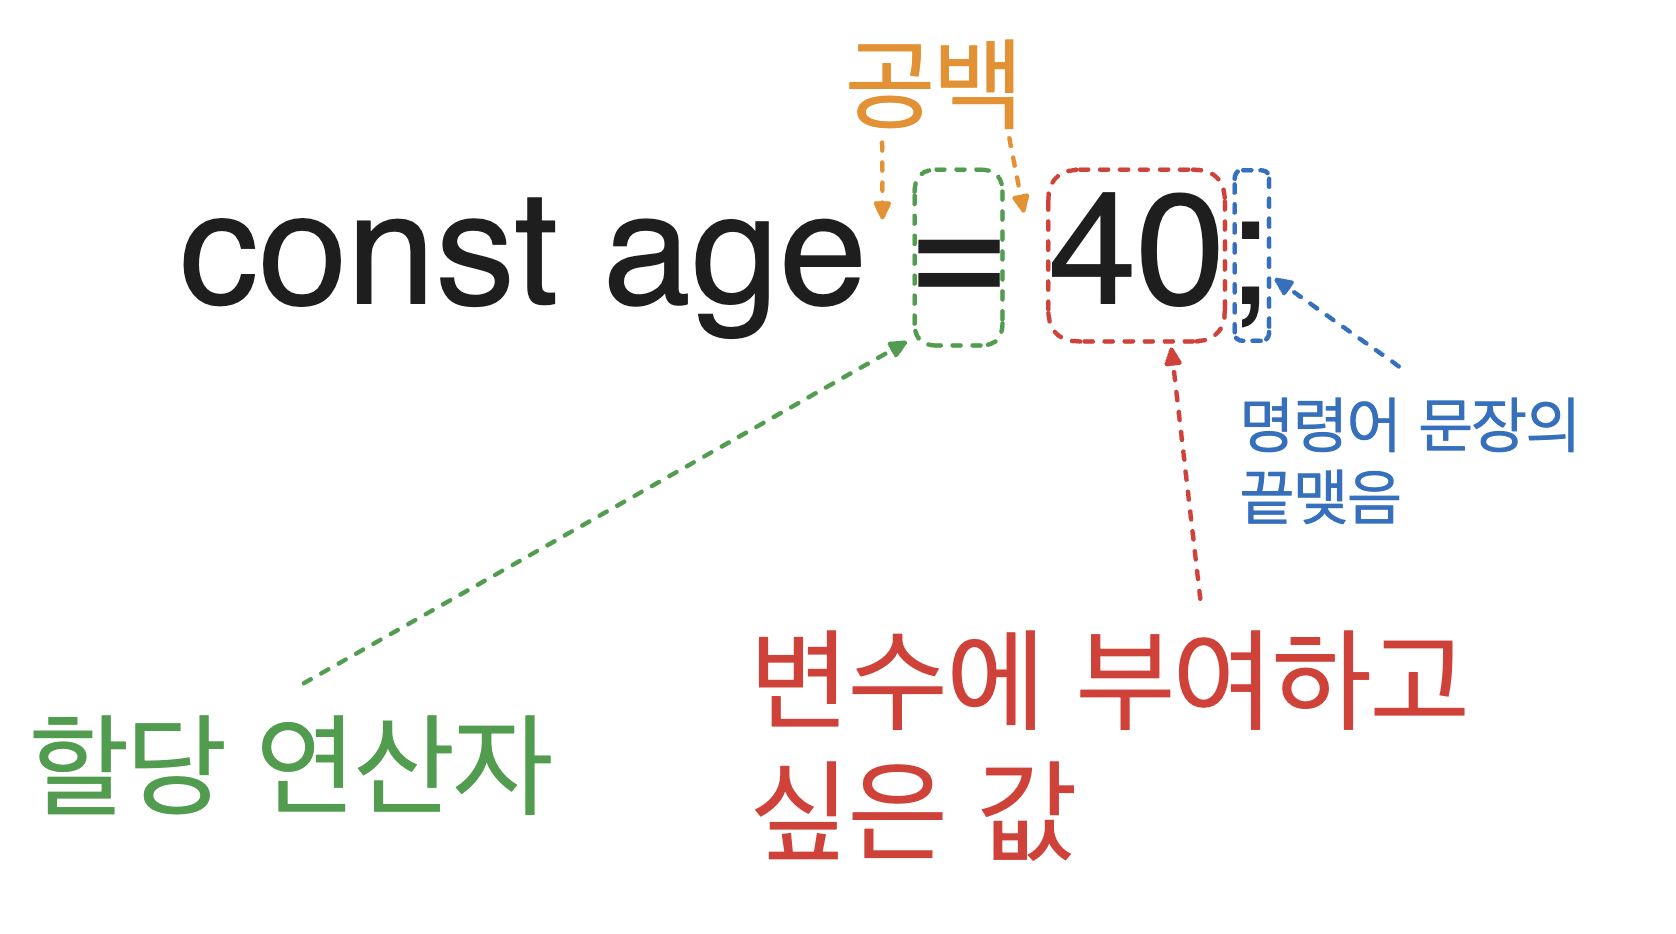 공백
const age = 40;
명령어 문장의
끝맺음
할당 연산자
변수에 부여하고
싶은 값